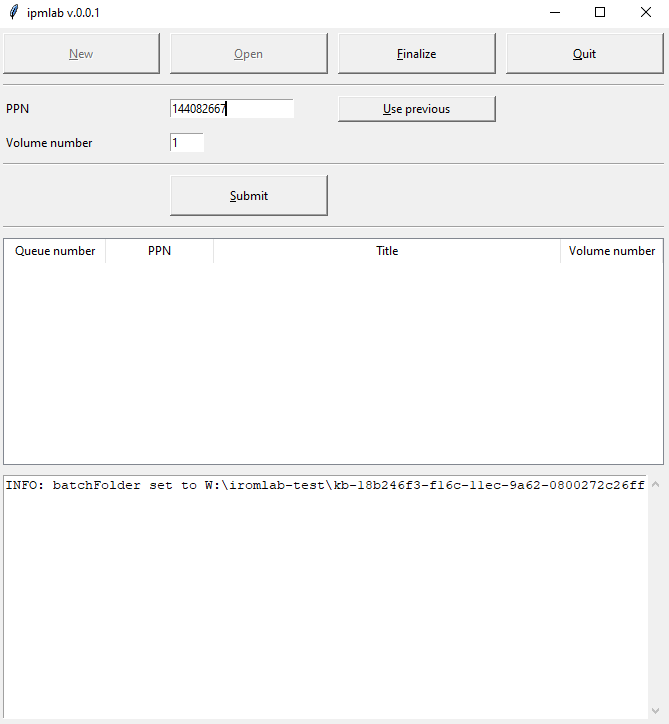 ipmlab v.0.0.1
New Open Finalize Quit
PPN 144082667 Use previous
Volume number 1
Submit
Queue number PPN Title Volume number
INFO: batchFolder set to W:\iromlab-test\kb-18b246f3-f16c-11ec-9a62-0800272c26ff